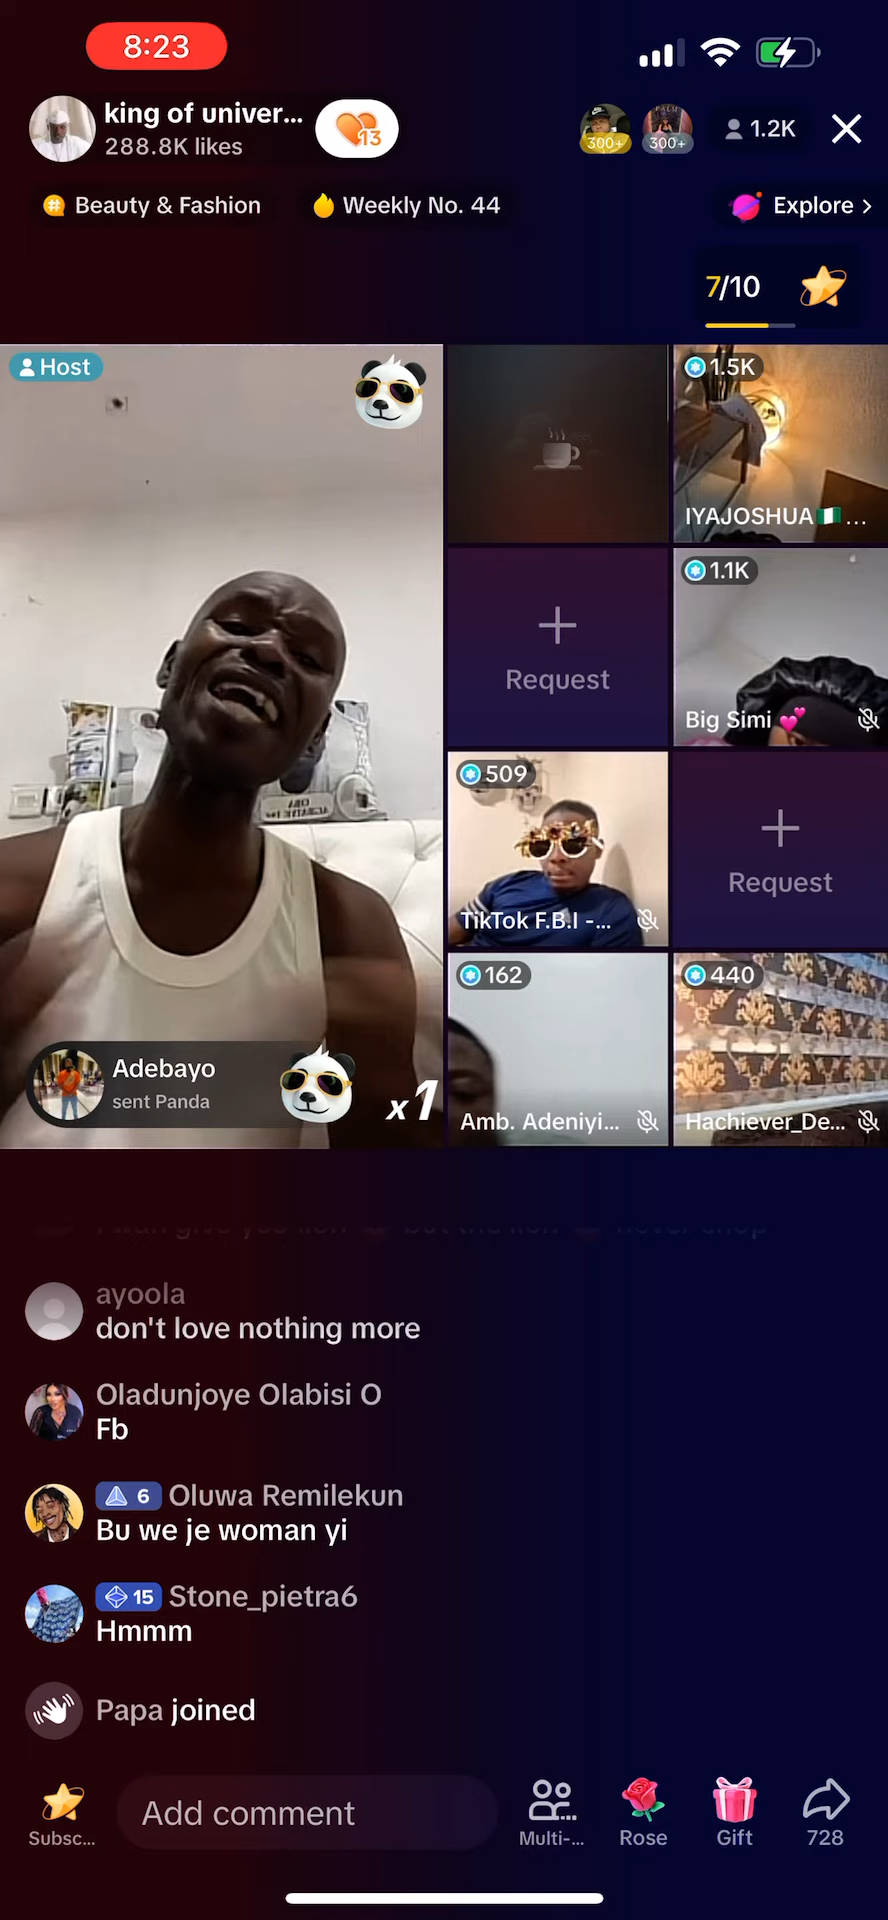 8:23
king of univer...
288.8K likes
13
300+
300+
1.2K
Beauty & Fashion
Weekly No. 44
Explore >
7/10
Host
1.5K
IYAJOSHUA🇳🇬...
Request
1.1K
Big Simi 💕
509
TikTok F.B.I -...
Request
162
Amb. Adeniyi...
440
Hachiever_De...
Adebayo
sent Panda
x1
ayoola
don't love nothing more
Oladunjoye Olabisi O
Fb
6 Oluwa Remilekun
Bu we je woman yi
15 Stone_pietra6
Hmmm
Papa joined
Add comment
Subsc...
Multi-...
Rose
Gift
728